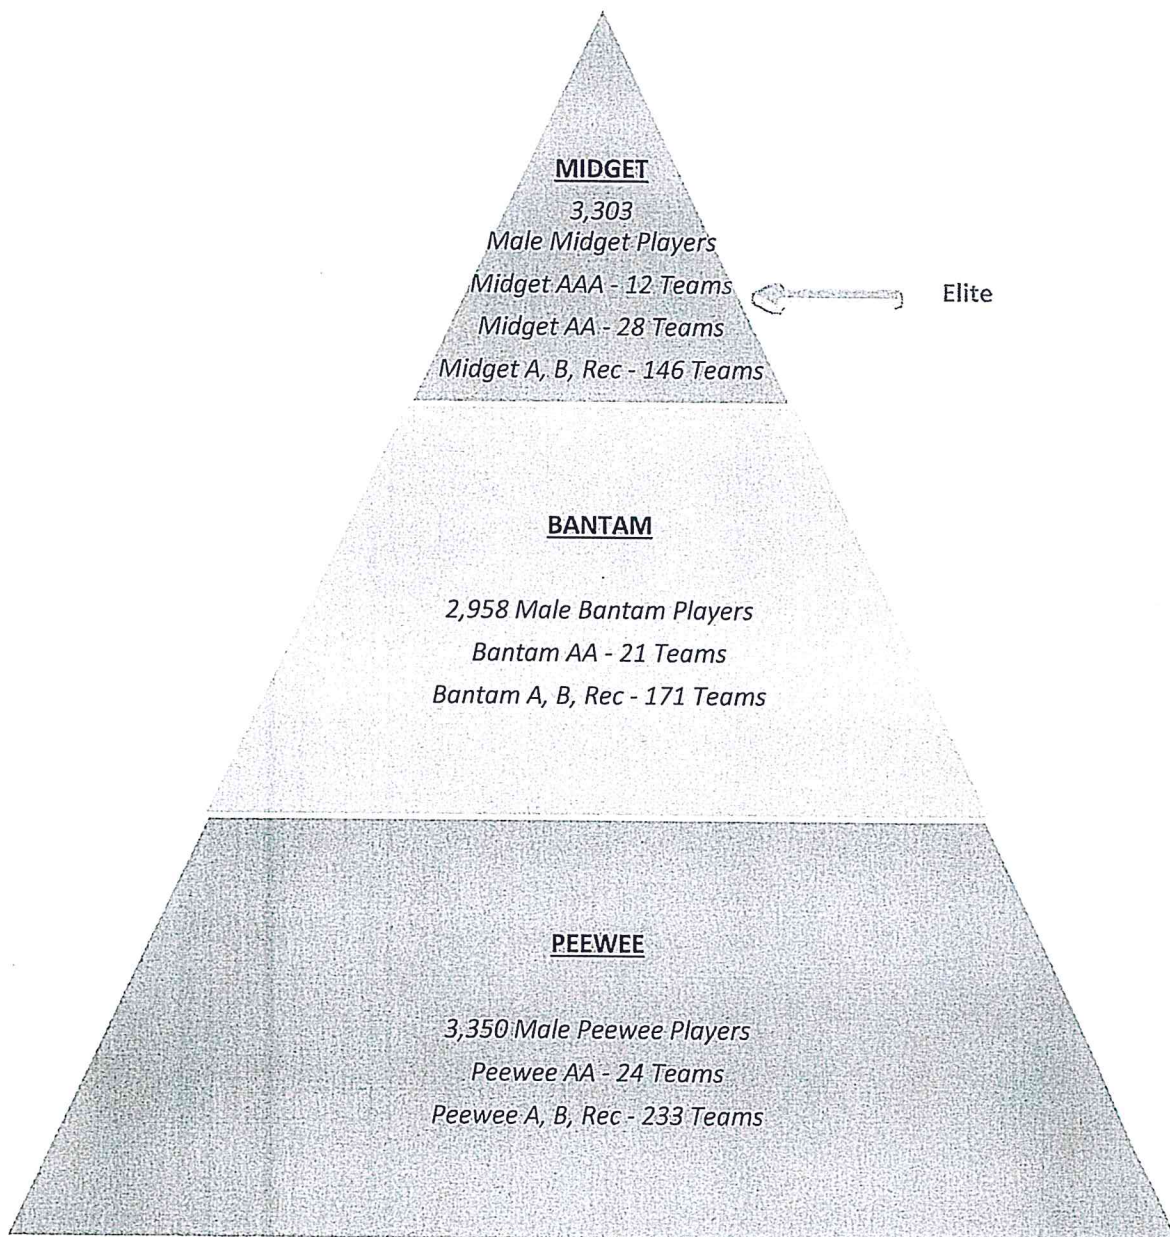 MIDGET
3,303
Male Midget Players
Midget AAA - 12 Teams
Elite
Midget AA - 28 Teams
Midget A, B, Rec - 146 Teams
BANTAM
2,958 Male Bantam Players
Bantam AA - 21 Teams
Bantam A, B, Rec - 171 Teams
PEEWEE
3,350 Male Peewee Players
Peewee AA - 24 Teams
Peewee A, B, Rec - 233 Teams